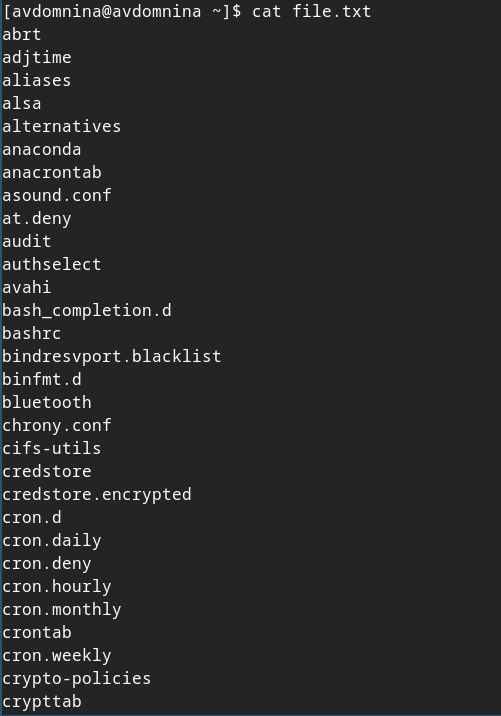 [avdomnina@avdomnina ~]$ cat file.txt
abrt
adjtime
aliases
alsa
alternatives
anaconda
anacrontab
asound.conf
at.deny
audit
authselect
avahi
bash_completion.d
bashrc
bindresvport.blacklist
binfmt.d
bluetooth
chrony.conf
cifs-utils
credstore
credstore.encrypted
cron.d
cron.daily
cron.deny
cron.hourly
cron.monthly
crontab
cron.weekly
crypto-policies
crypttab